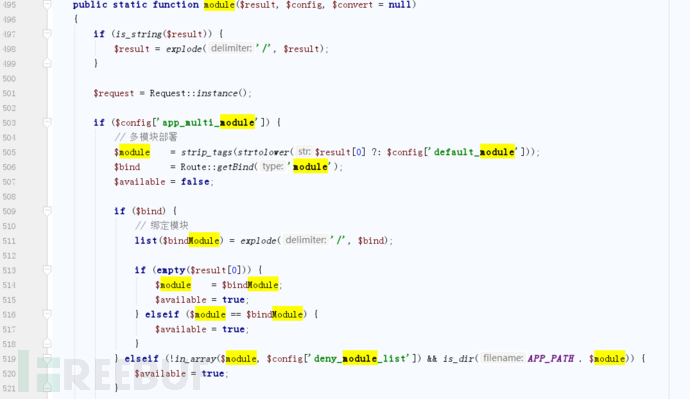 495 public static function module($result, $config, $convert = null)
496 {
497 if (is_string($result)) {
498 $result = explode( delimiter: '/', $result);
499 }
500
501 $request = Request::instance();
502
503 if ($config['app_multi_module']) {
504 // 多模块部署
505 $module = strip_tags(strtolower( str: $result[0] ?: $config['default_module']));
506 $bind = Route::getBind( type: 'module');
507 $available = false;
508
509 if ($bind) {
510 // 绑定模块
511 list($bindModule) = explode( delimiter: '/', $bind);
512
513 if (empty($result[0])) {
514 $module = $bindModule;
515 $available = true;
516 } elseif ($module == $bindModule) {
517 $available = true;
518 }
519 } elseif (!in_array($module, $config['deny_module_list']) && is_dir( filename: APP_PATH . $module)) {
520 $available = true;
521 }
FREEBUF